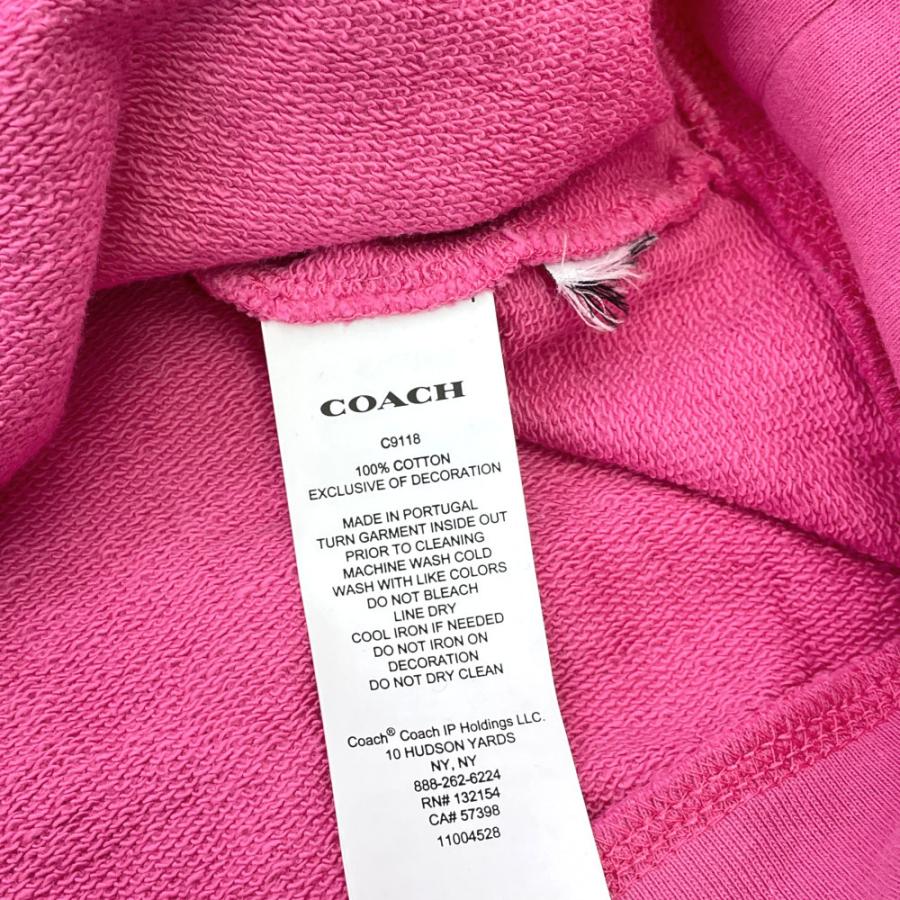 COACH
C9118
100% COTTON
EXCLUSIVE OF DECORATION
MADE IN PORTUGAL
TURN GARMENT INSIDE OUT
PRIOR TO CLEANING
MACHINE WASH COLD
WASH WITH LIKE COLORS
DO NOT BLEACH
LINE DRY
COOL IRON IF NEEDED
DO NOT IRON ON
DECORATION
DO NOT DRY CLEAN
Coach® Coach IP Holdings LLC.
10 HUDSON YARDS
NY, NY
888-262-6224
RN# 132154
CA# 57398
11004528